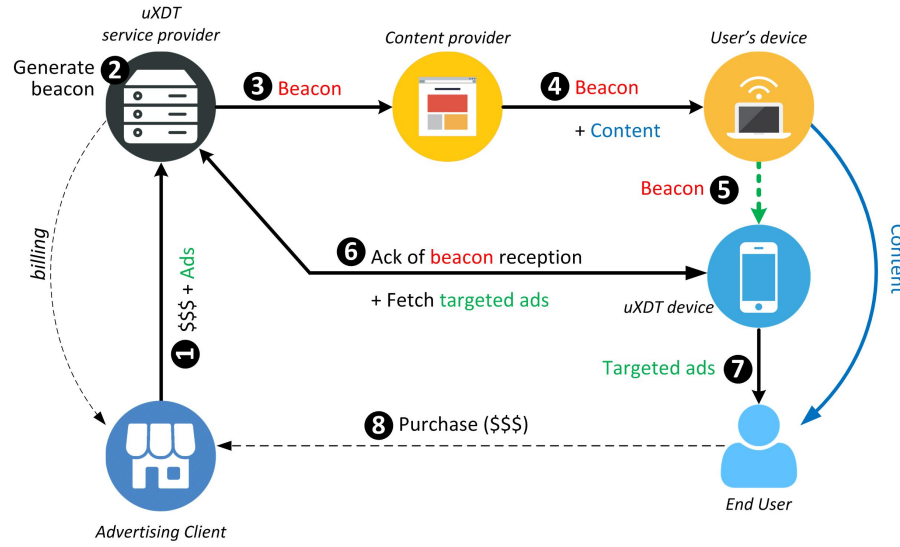 uXDT
service provider
Content provider
User's device
Generate 2
beacon
3 Beacon
4 Beacon
+ Content
Beacon 5
Content
billing
1 $$$ + Ads
6 Ack of beacon reception
+ Fetch targeted ads
uXDT device
Targeted ads 7
8 Purchase ($$$)
End User
Advertising Client